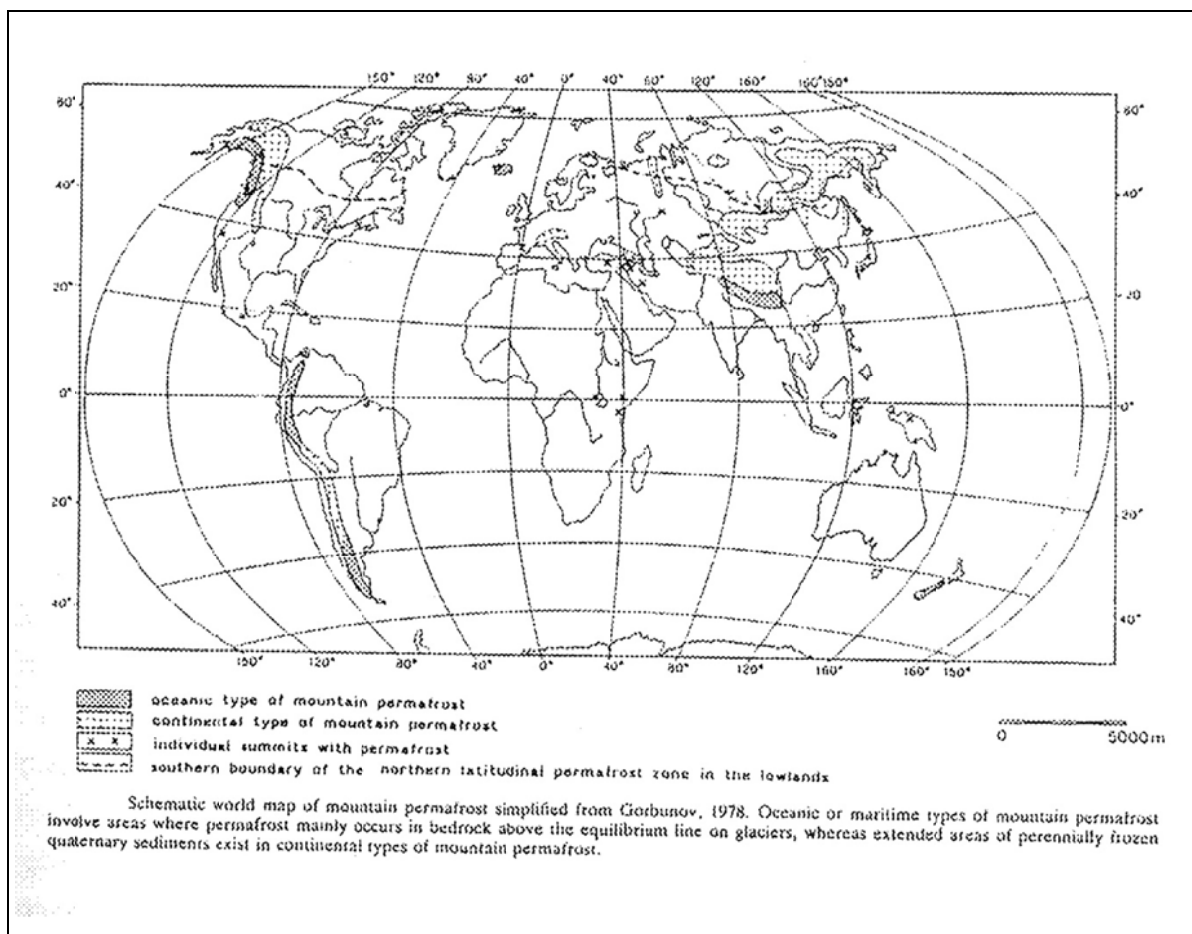 150° 120° 80° 40° 0° 40° 60° 120° 160° 160° 150°
60° 60°
40° 40°
20° 20
0° 0°
20° 20°
40° 40°
150° 120° 80° 40° 0° 40° 80° 120° 160° 160° 150°
oceanic type of mountain permafrost
continental type of mountain permafrost
x x individual summits with permafrost
southern boundary of the northern latitudinal permafrost zone in the lowlands
0 5000m
Schematic world map of mountain permafrost simplified from Gorbunov, 1978. Oceanic or maritime types of mountain permafrost
involve areas where permafrost mainly occurs in bedrock above the equilibrium line on glaciers, whereas extended areas of perennially frozen
quaternary sediments exist in continental types of mountain permafrost.